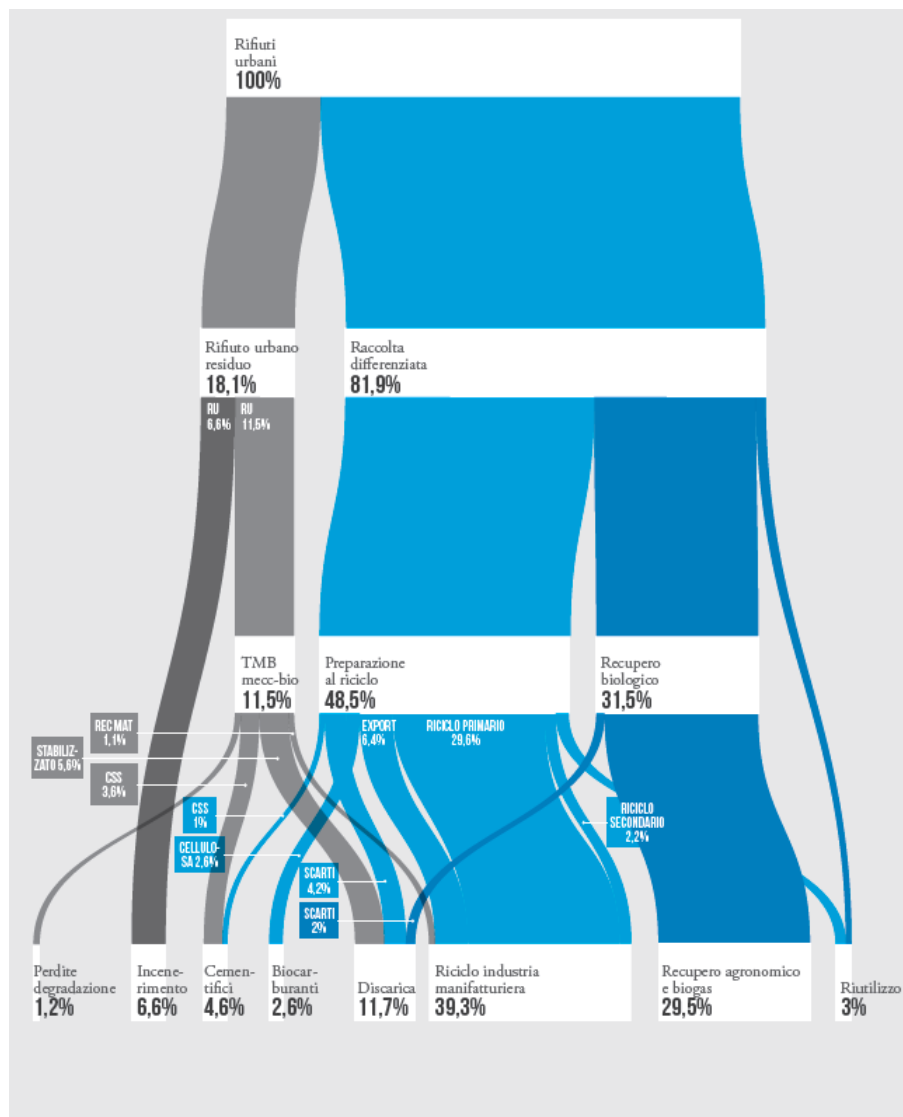 Rifiuti
urbani
100%
Rifiuto urbano
residuo
18,1%
Raccolta
differenziata
81,9%
RU
6,6%
RU
11,5%
TMB
mecc-bio
11,5%
Preparazione
al riciclo
48,5%
Recupero
biologico
31,5%
REC MAT
1,1%
STABILIZ-
ZATO 5,6%
CSS
3,6%
EXPORT
6,4%
RICICLO PRIMARIO
29,6%
CSS
1%
CELLULO-
SA 2,6%
RICICLO
SECONDARIO
2,2%
SCARTI
4,2%
SCARTI
2%
Perdite
degradazione
1,2%
Incene-
rimento
6,6%
Cemen-
tifici
4,6%
Biocar-
buranti
2,6%
Discarica
11,7%
Riciclo industria
manifatturiera
39,3%
Recupero agronomico
e biogas
29,5%
Riutilizzo
3%